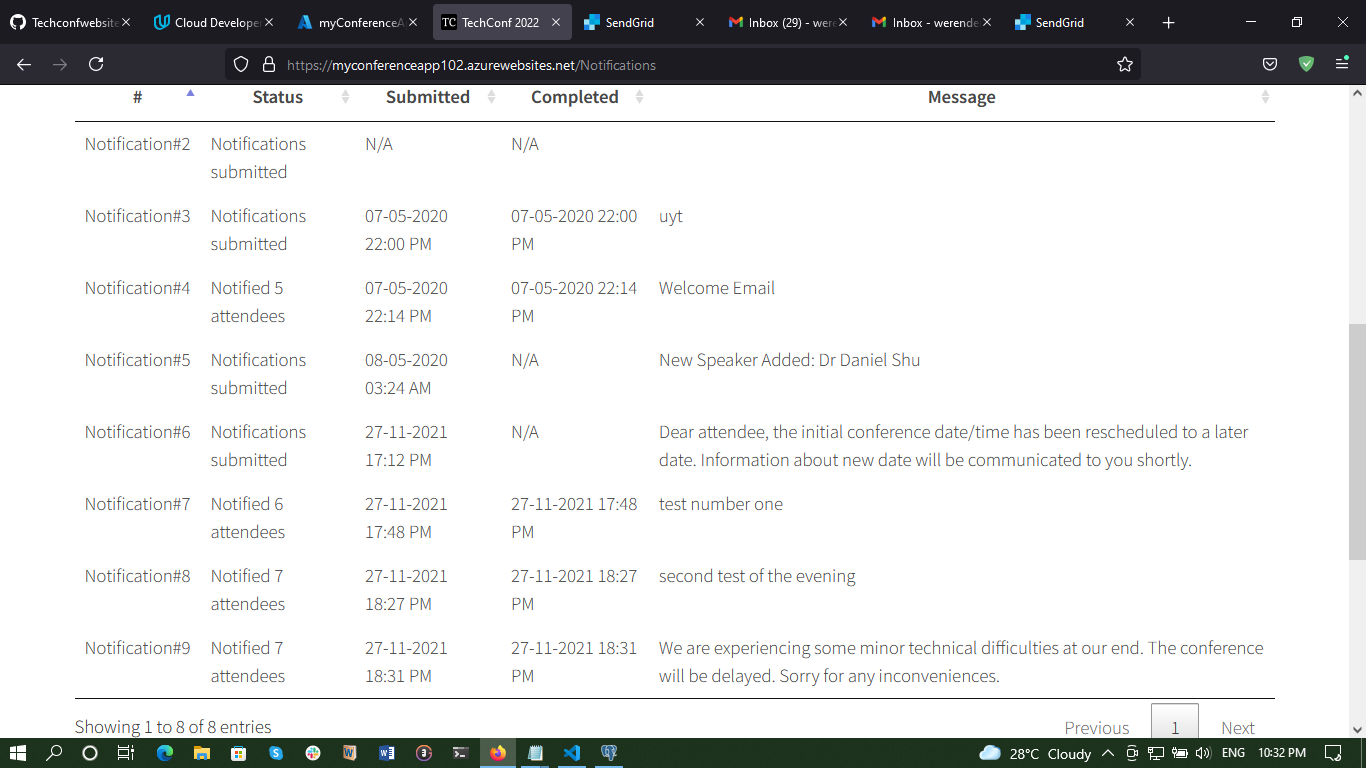 Techconfwebsite
Cloud Developer
myConferenceA
TC TechConf 2022
SendGrid
Inbox (29) - were
Inbox - werende
SendGrid
https://myconferenceapp102.azurewebsites.net/Notifications
# Status Submitted Completed Message
Notification#2 Notifications N/A N/A
submitted
Notification#3 Notifications 07-05-2020 07-05-2020 22:00 uyt
submitted 22:00 PM PM
Notification#4 Notified 5 07-05-2020 07-05-2020 22:14 Welcome Email
attendees 22:14 PM PM
Notification#5 Notifications 08-05-2020 N/A New Speaker Added: Dr Daniel Shu
submitted 03:24 AM
Notification#6 Notifications 27-11-2021 N/A Dear attendee, the initial conference date/time has been rescheduled to a later
submitted 17:12 PM date. Information about new date will be communicated to you shortly.
Notification#7 Notified 6 27-11-2021 27-11-2021 17:48 test number one
attendees 17:48 PM PM
Notification#8 Notified 7 27-11-2021 27-11-2021 18:27 second test of the evening
attendees 18:27 PM PM
Notification#9 Notified 7 27-11-2021 27-11-2021 18:31 We are experiencing some minor technical difficulties at our end. The conference
attendees 18:31 PM PM will be delayed. Sorry for any inconveniences.
Showing 1 to 8 of 8 entries Previous 1 Next
28°C Cloudy ENG 10:32 PM